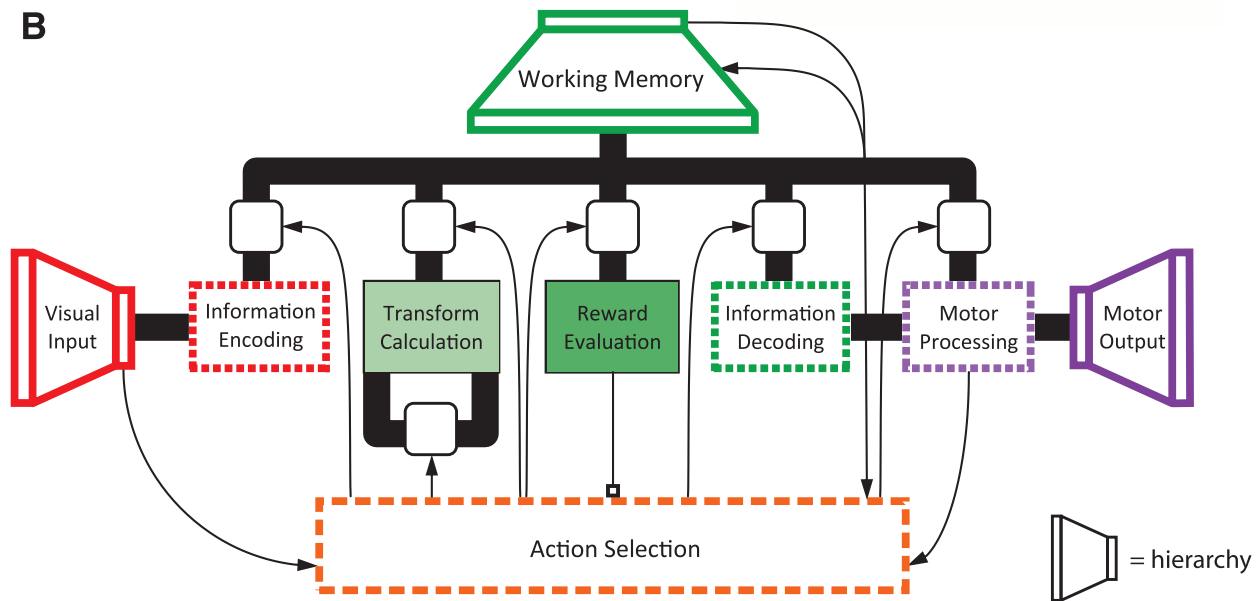 B
Working Memory
Visual
Input
Information
Encoding
Transform
Calculation
Reward
Evaluation
Information
Decoding
Motor
Processing
Motor
Output
Action Selection
= hierarchy